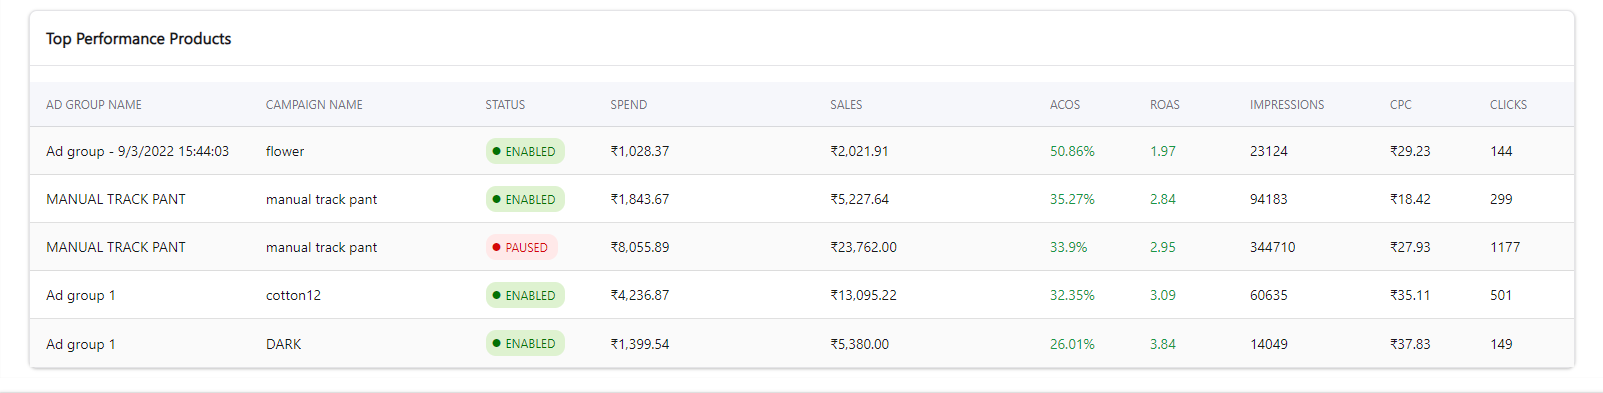 Top Performance Products
AD GROUP NAME CAMPAIGN NAME STATUS SPEND SALES ACOS ROAS IMPRESSIONS CPC CLICKS
Ad group - 9/3/2022 15:44:03 flower ENABLED ₹1,028.37 ₹2,021.91 50.86% 1.97 23124 ₹29.23 144
MANUAL TRACK PANT manual track pant ENABLED ₹1,843.67 ₹5,227.64 35.27% 2.84 94183 ₹18.42 299
MANUAL TRACK PANT manual track pant PAUSED ₹8,055.89 ₹23,762.00 33.9% 2.95 344710 ₹27.93 1177
Ad group 1 cotton12 ENABLED ₹4,236.87 ₹13,095.22 32.35% 3.09 60635 ₹35.11 501
Ad group 1 DARK ENABLED ₹1,399.54 ₹5,380.00 26.01% 3.84 14049 ₹37.83 149